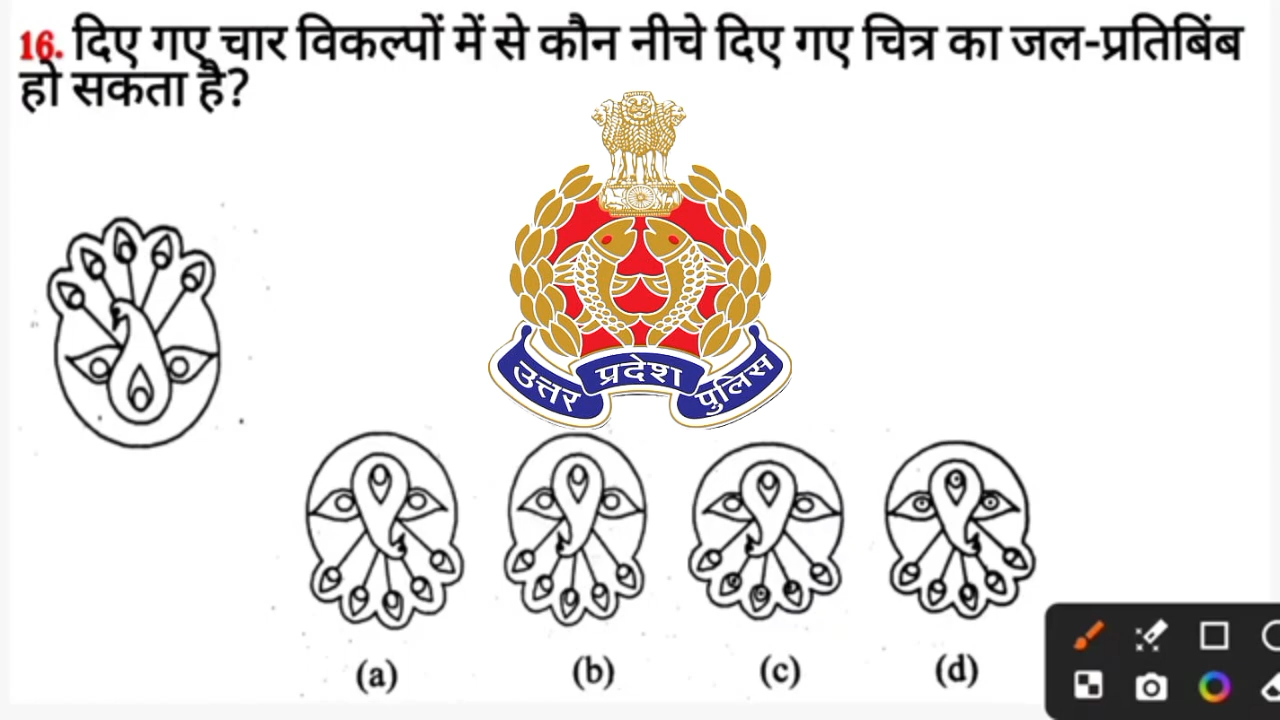 16. दिए गए चार विकल्पों में से कौन नीचे दिए गए चित्र का जल-प्रतिबिंब
हो सकता है?
उत्तर प्रदेश पुलिस
(a) (b) (c) (d)